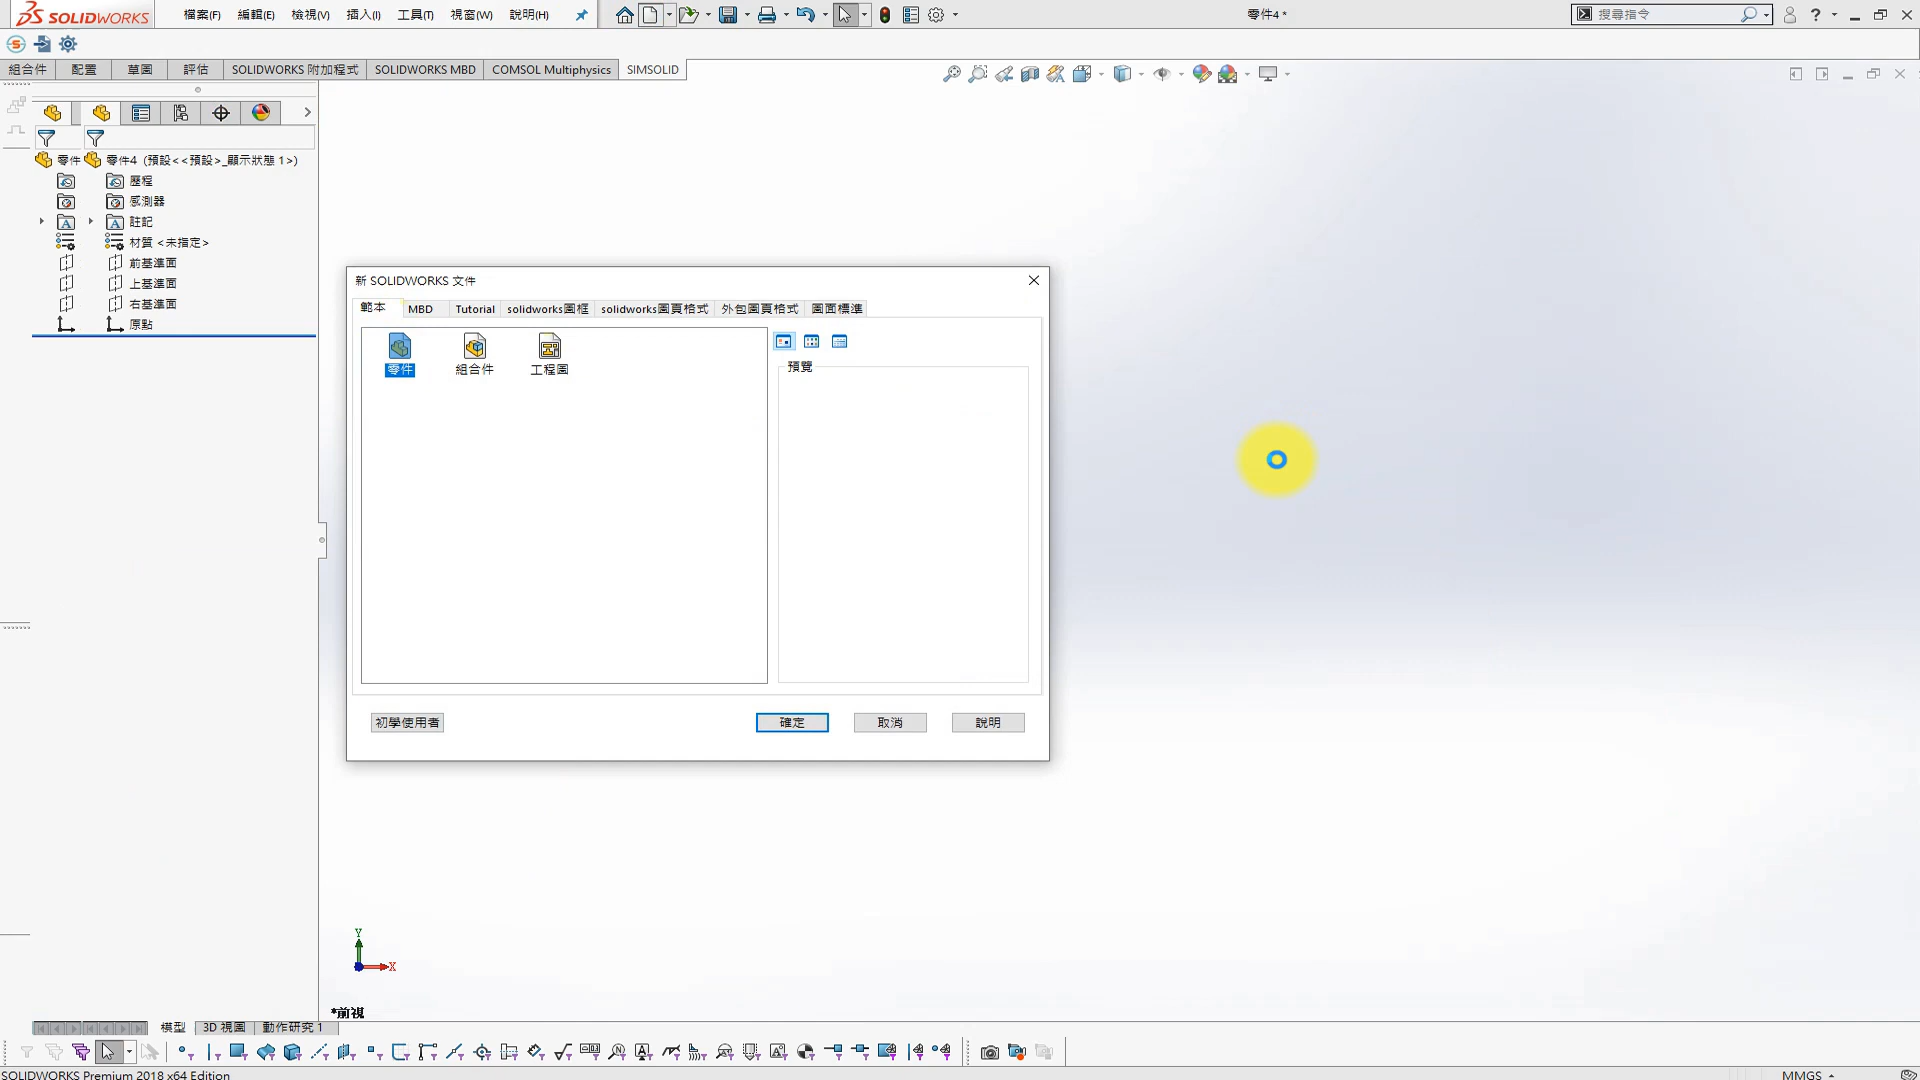 SOLIDWORKS 檔案(F) 編輯(E) 檢視(V) 插入(I) 工具(T) 視窗(W) 說明(H) 零件4 * 搜尋指令 ?
組合件 配置 草圖 評估 SOLIDWORKS 附加程式 SOLIDWORKS MBD COMSOL Multiphysics SIMSOLID
零件 零件4 (預設<<預設>_顯示狀態 1>)
歷程
感測器
註記
材質 <未指定>
前基準面
上基準面
右基準面
原點
新 SOLIDWORKS 文件
範本 MBD Tutorial solidworks圖框 solidworks圖頁格式 外包圖頁格式 圖面標準
零件 組合件 工程圖
預覽
初學使用者 確定 取消 說明
Y
X
*前視
模型 3D 視圖 動作研究 1
SOLIDWORKS Premium 2018 x64 Edition MMGS